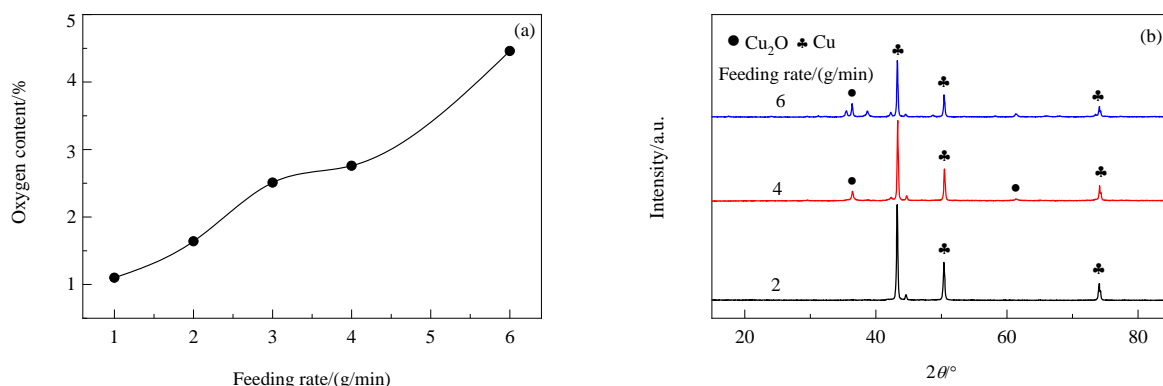 (a)
5
4
3
2
1
Oxygen content/%
1 2 3 4 5 6
Feeding rate/(g/min)
(b)
● Cu₂O ♣ Cu
Feeding rate/(g/min)
6
4
2
Intensity/a.u.
20 40 60 80
2θ/°